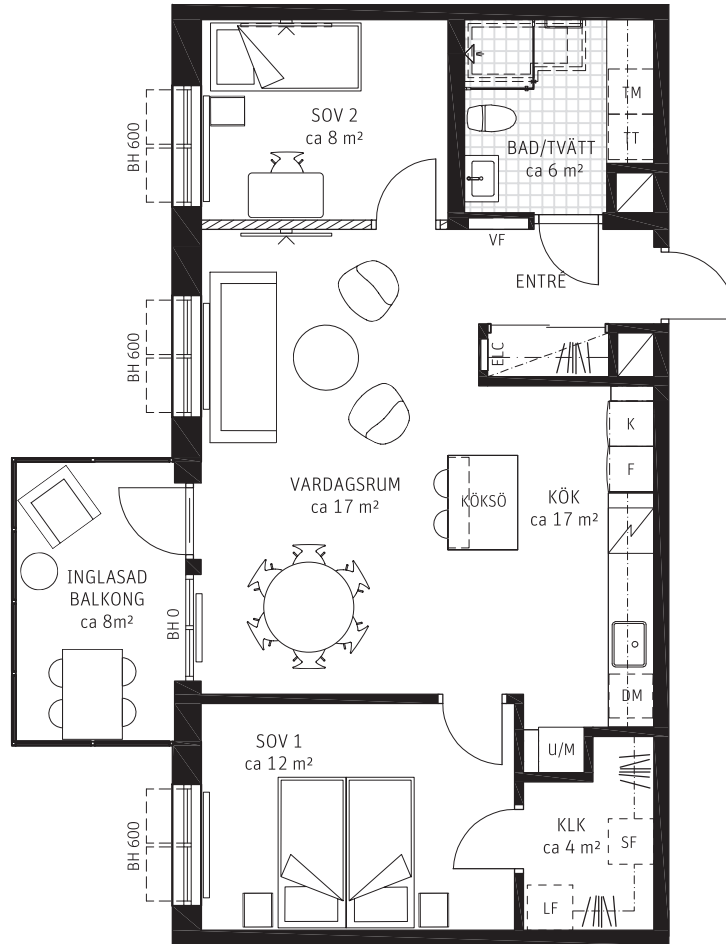 SOV 2
ca 8 m²
BH 600
TM
TT
BAD/TVÄTT
ca 6 m²
VF
ENTRÉ
BH 600
ELC
K
F
VARDAGSRUM
ca 17 m²
KÖKSÖ
KÖK
ca 17 m²
INGLASAD
BALKONG
ca 8m²
BH 0
DM
SOV 1
ca 12 m²
U/M
BH 600
KLK
ca 4 m²
SF
LF